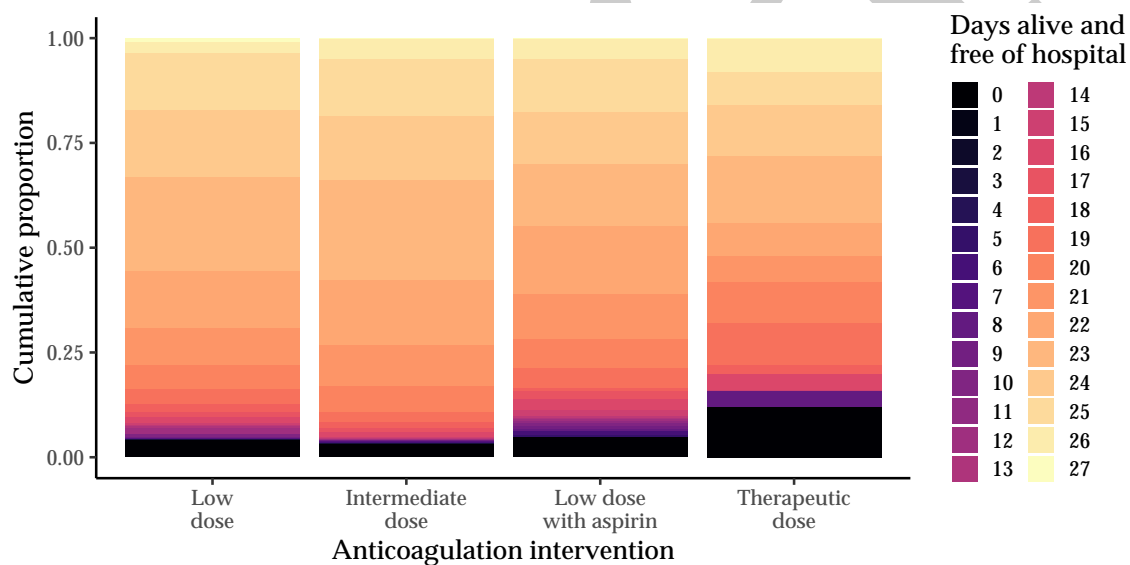 Days alive and
free of hospital
0 14
1 15
2 16
3 17
4 18
5 19
6 20
7 21
8 22
9 23
10 24
11 25
12 26
13 27
Cumulative proportion
1.00
0.75
0.50
0.25
0.00
Low
dose
Intermediate
dose
Low dose
with aspirin
Therapeutic
dose
Anticoagulation intervention